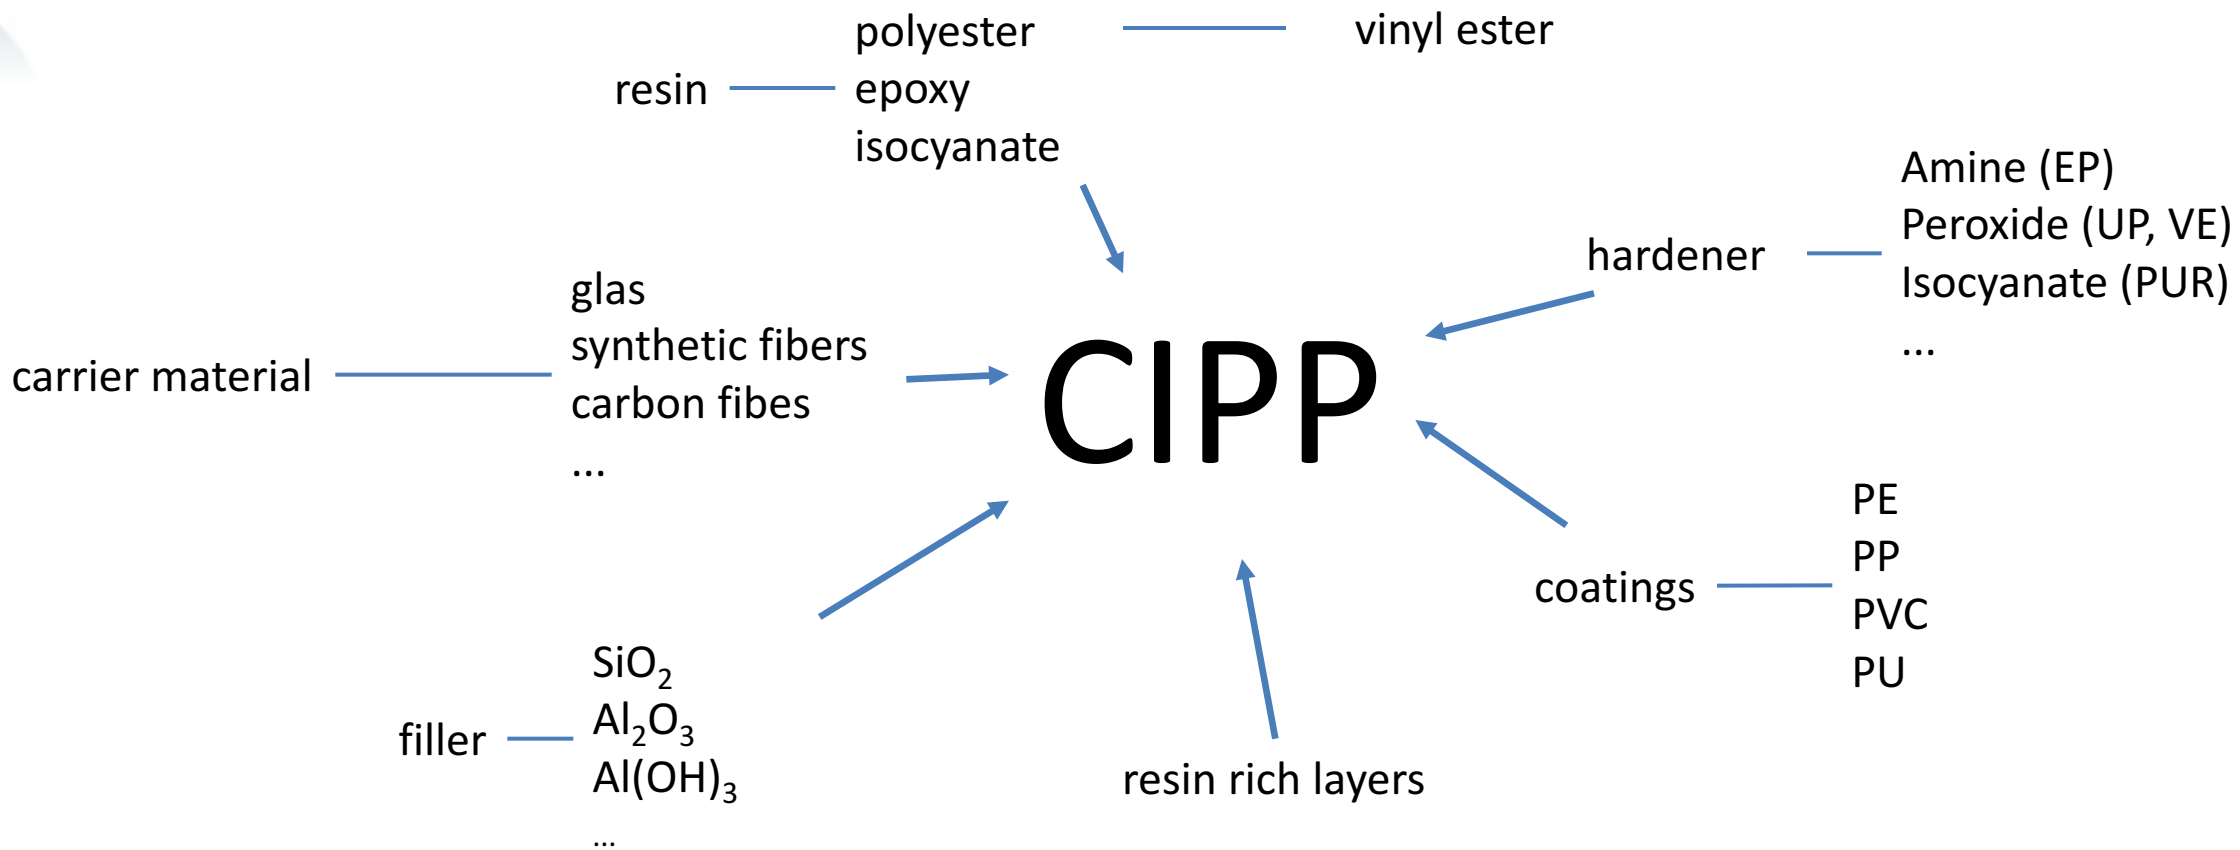 polyester
vinyl ester
resin
epoxy
isocyanate
Amine (EP)
Peroxide (UP, VE)
hardener
Isocyanate (PUR)
...
glas
synthetic fibers
carrier material
carbon fibes
...
CIPP
PE
PP
coatings
PVC
PU
SiO₂
Al₂O₃
filler
Al(OH)₃
...
resin rich layers